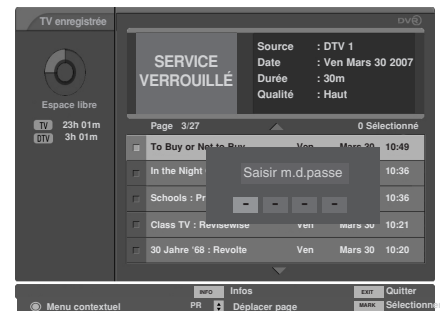 TV enregistrée
DVR
SERVICE VERROUILLÉ
Source : DTV 1
Date : Ven Mars 30 2007
Durée : 30m
Qualité : Haut
Espace libre
TV 23h 01m
DTV 3h 01m
Page 3/27 0 Sélectionné
To Buy or Not to Buy Ven Mars 30 10:49
In the Night 10:36
Saisir m.d.passe
Schools : Pr 10:36
- - - -
Class TV : Revisewise Ven Mars 30 10:21
30 Jahre '68 : Revolte Ven Mars 30 10:20
INFO Infos EXIT Quitter
Menu contextuel PR Déplacer page MARK Sélectionner